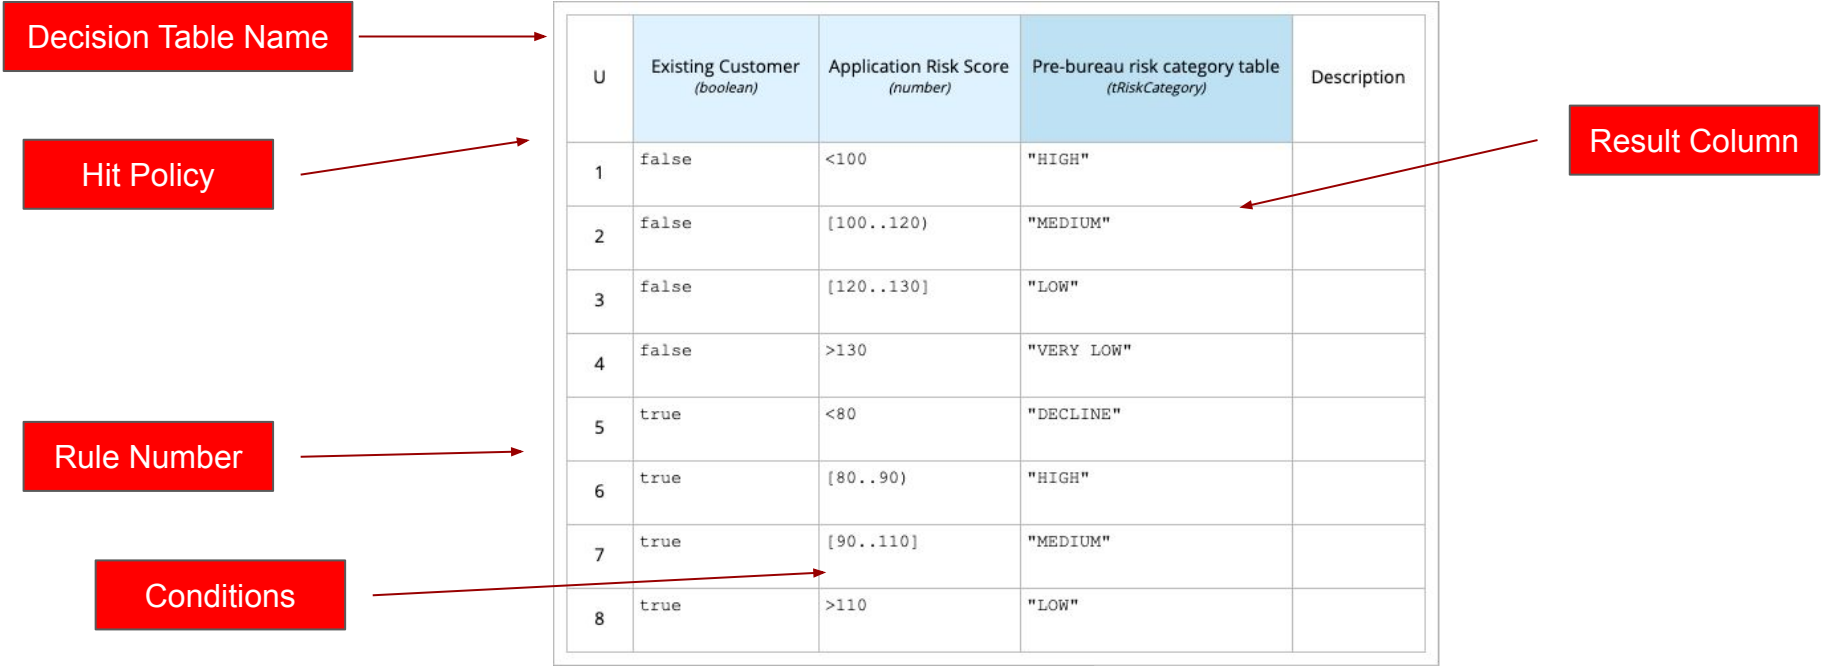 Decision Table Name
Hit Policy
Rule Number
Conditions
Result Column
U Existing Customer Application Risk Score Pre-bureau risk category table Description
(boolean) (number) (tRiskCategory)
1 false <100 "HIGH"
2 false [100..120) "MEDIUM"
3 false [120..130] "LOW"
4 false >130 "VERY LOW"
5 true <80 "DECLINE"
6 true [80..90) "HIGH"
7 true [90..110] "MEDIUM"
8 true >110 "LOW"